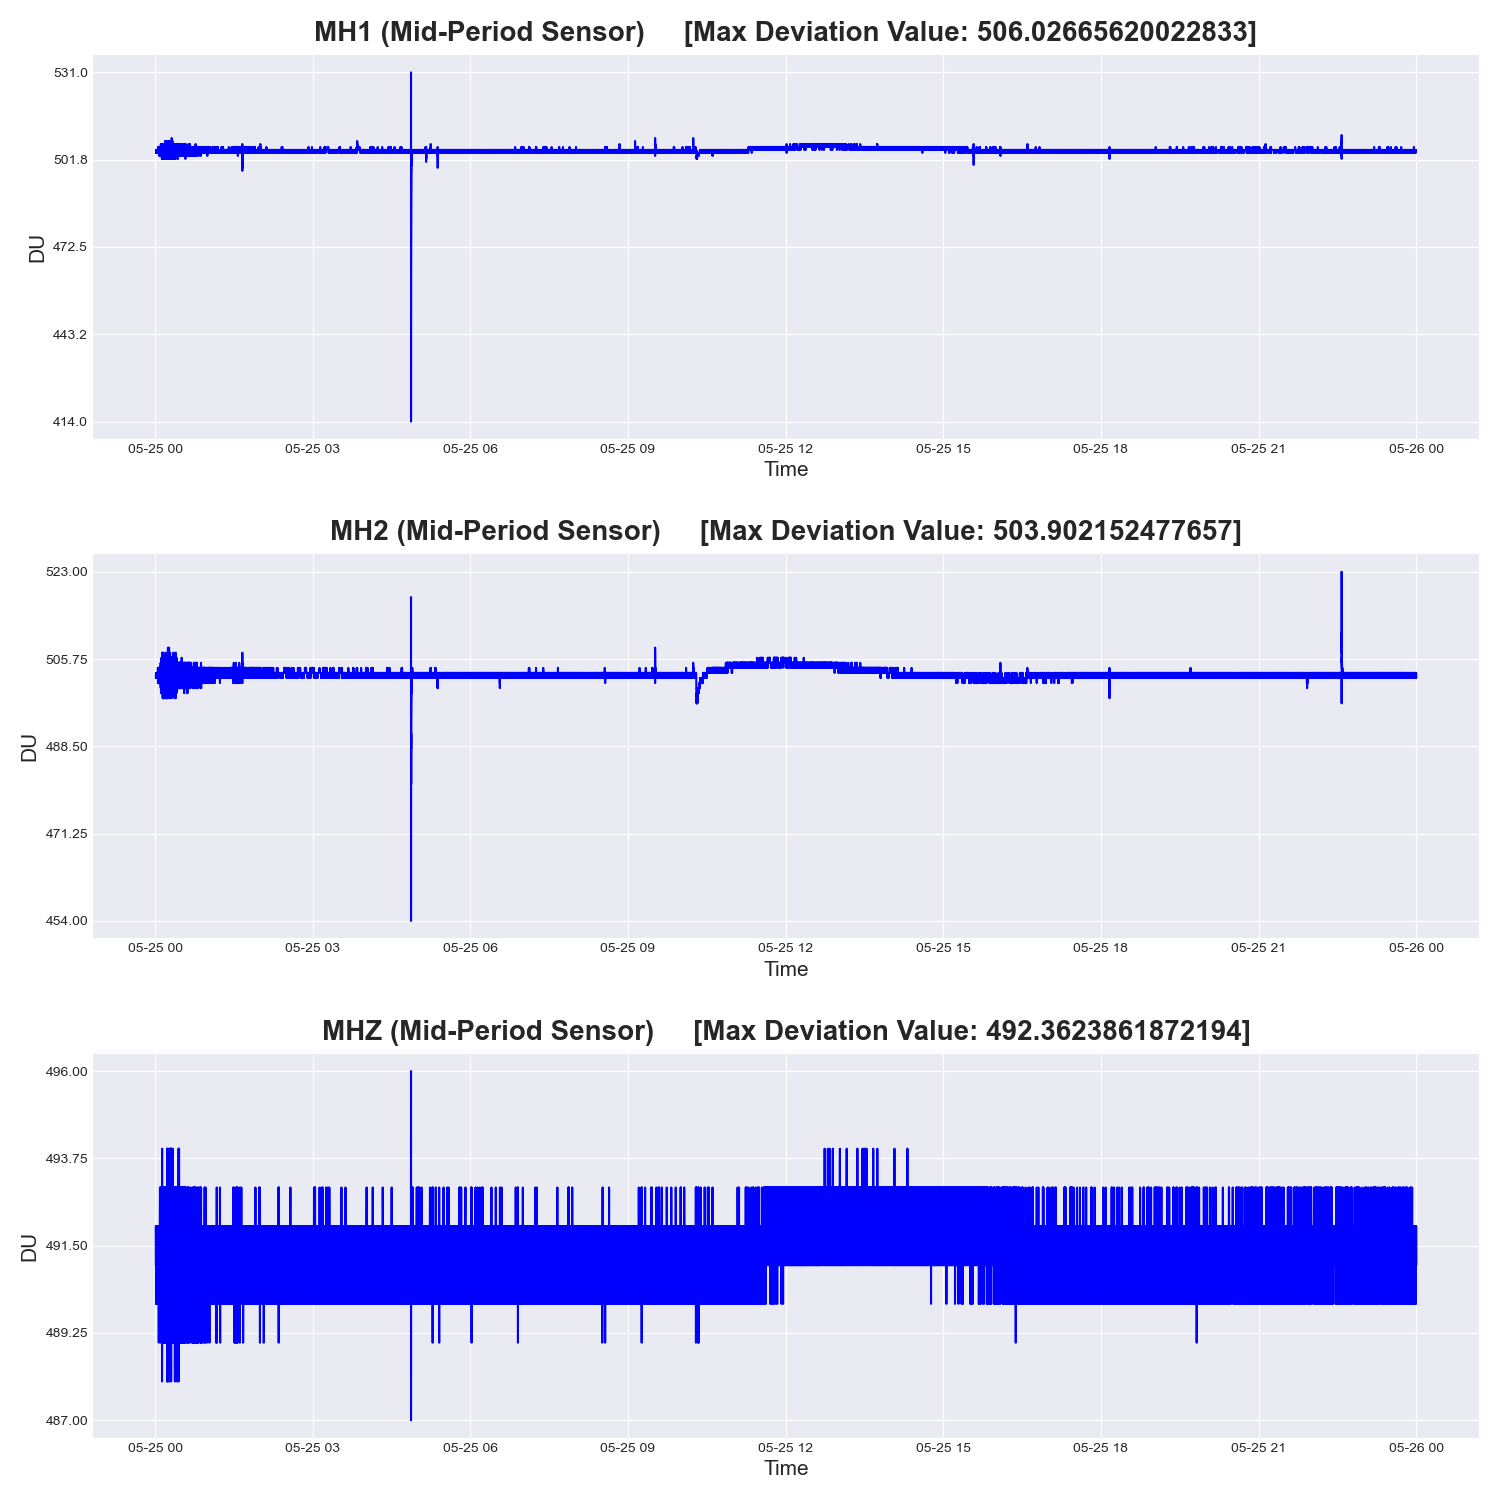 MH1 (Mid-Period Sensor) [Max Deviation Value: 506.02665620022833]
531.0
501.8
472.5
443.2
414.0
DU
05-25 00 05-25 03 05-25 06 05-25 09 05-25 12 05-25 15 05-25 18 05-25 21 05-26 00
Time
MH2 (Mid-Period Sensor) [Max Deviation Value: 503.902152477657]
523.00
505.75
488.50
471.25
454.00
DU
05-25 00 05-25 03 05-25 06 05-25 09 05-25 12 05-25 15 05-25 18 05-25 21 05-26 00
Time
MHZ (Mid-Period Sensor) [Max Deviation Value: 492.3623861872194]
496.00
493.75
491.50
489.25
487.00
DU
05-25 00 05-25 03 05-25 06 05-25 09 05-25 12 05-25 15 05-25 18 05-25 21 05-26 00
Time